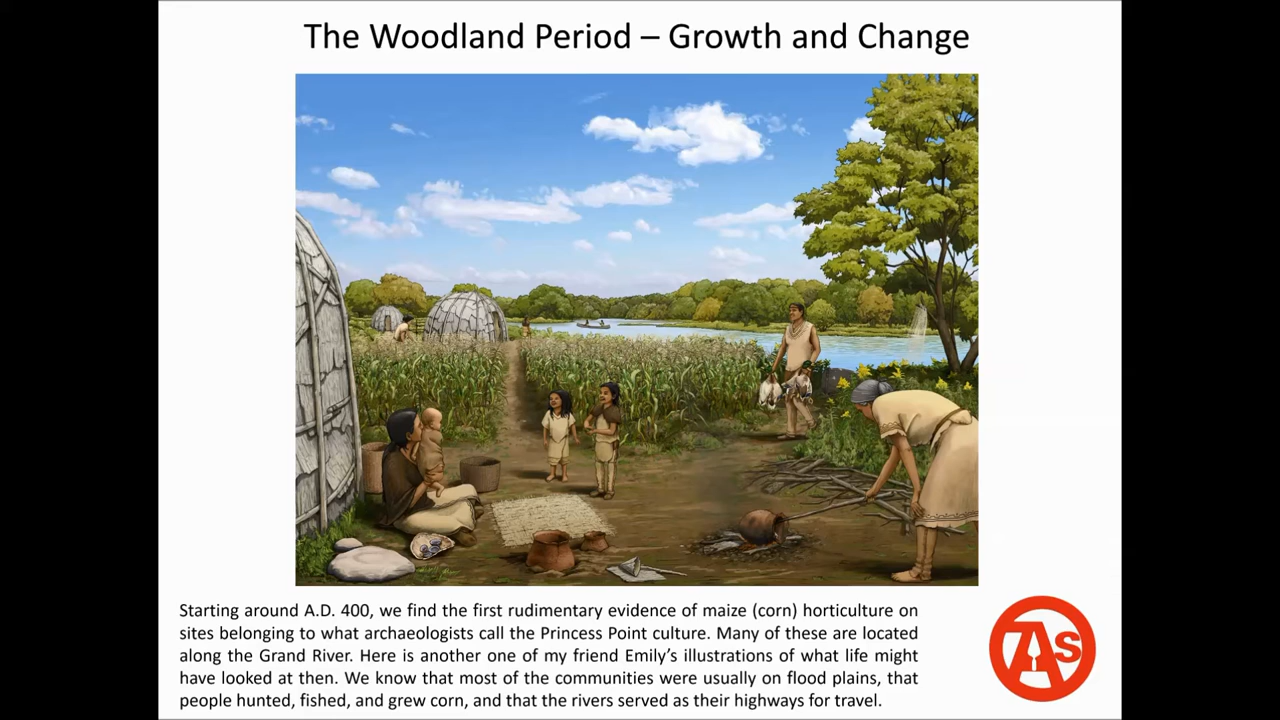 The Woodland Period – Growth and Change
Starting around A.D. 400, we find the first rudimentary evidence of maize (corn) horticulture on
sites belonging to what archaeologists call the Princess Point culture. Many of these are located
along the Grand River. Here is another one of my friend Emily's illustrations of what life might
have looked at then. We know that most of the communities were usually on flood plains, that
people hunted, fished, and grew corn, and that the rivers served as their highways for travel.
7As